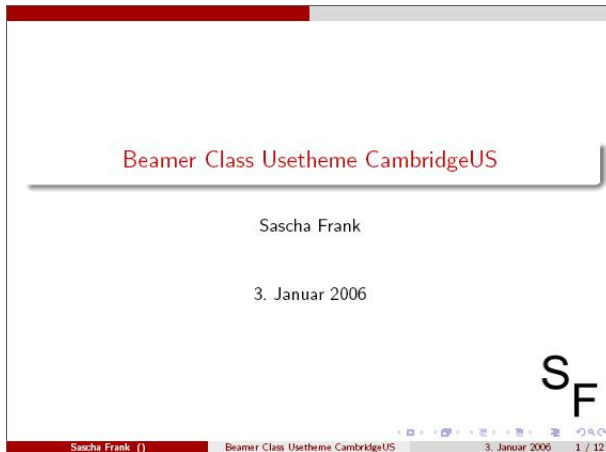 Beamer Class Usetheme CambridgeUS
Sascha Frank
3. Januar 2006
S
F
Sascha Frank ()    Beamer Class Usetheme CambridgeUS    3. Januar 2006    1 / 12